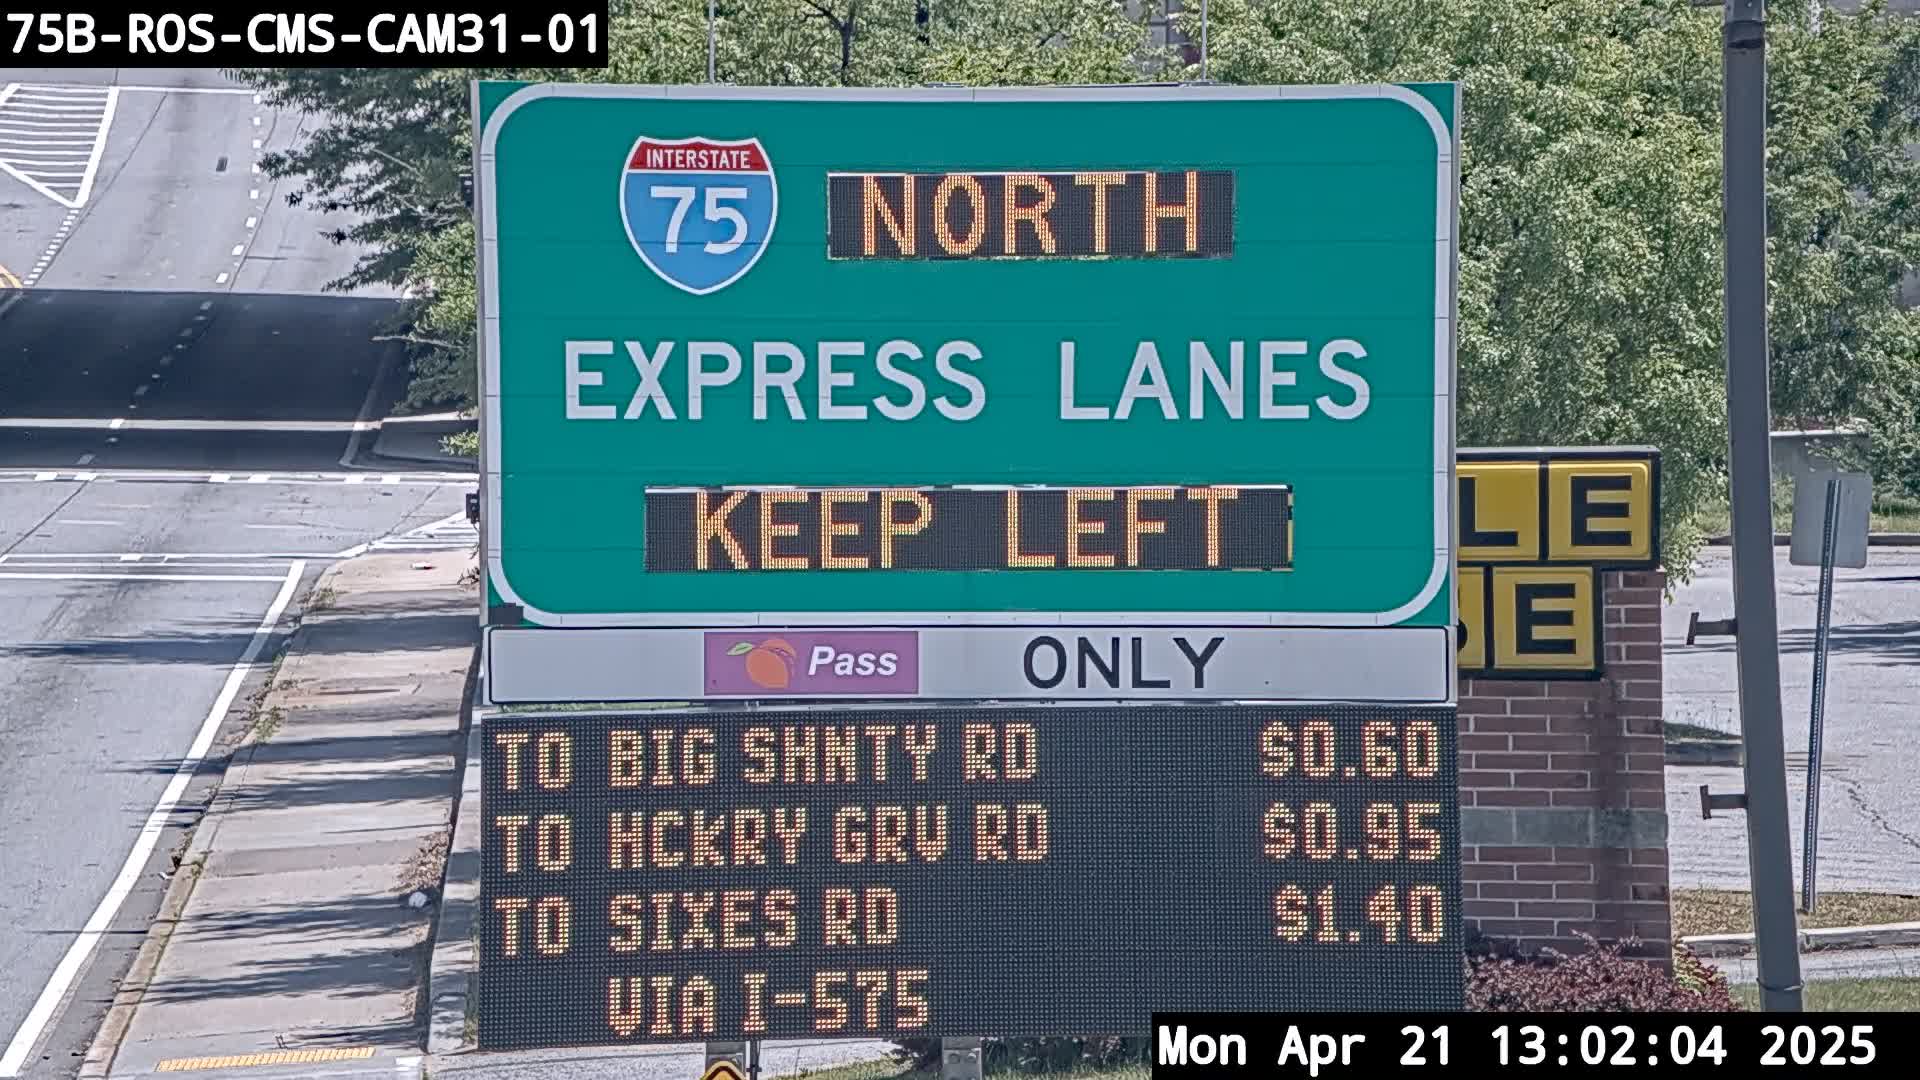 75B-ROS-CMS-CAM31-01
INTERSTATE
75
NORTH
EXPRESS LANES
KEEP LEFT
LE
E
Pass ONLY
TO BIG SHNTY RD $0.60
TO HCKRY GRV RD $0.95
TO SIXES RD $1.40
VIA I-575
Mon Apr 21 13:02:04 2025